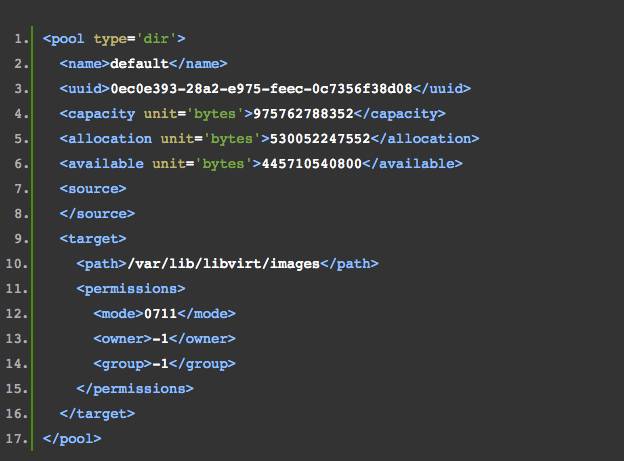 1. <pool type='dir'>
2.   <name>default</name>
3.   <uuid>0ec0e393-28a2-e975-feec-0c7356f38d08</uuid>
4.   <capacity unit='bytes'>975762788352</capacity>
5.   <allocation unit='bytes'>530052247552</allocation>
6.   <available unit='bytes'>445710540800</available>
7.   <source>
8.   </source>
9.   <target>
10.     <path>/var/lib/libvirt/images</path>
11.     <permissions>
12.       <mode>0711</mode>
13.       <owner>-1</owner>
14.       <group>-1</group>
15.     </permissions>
16.   </target>
17. </pool>